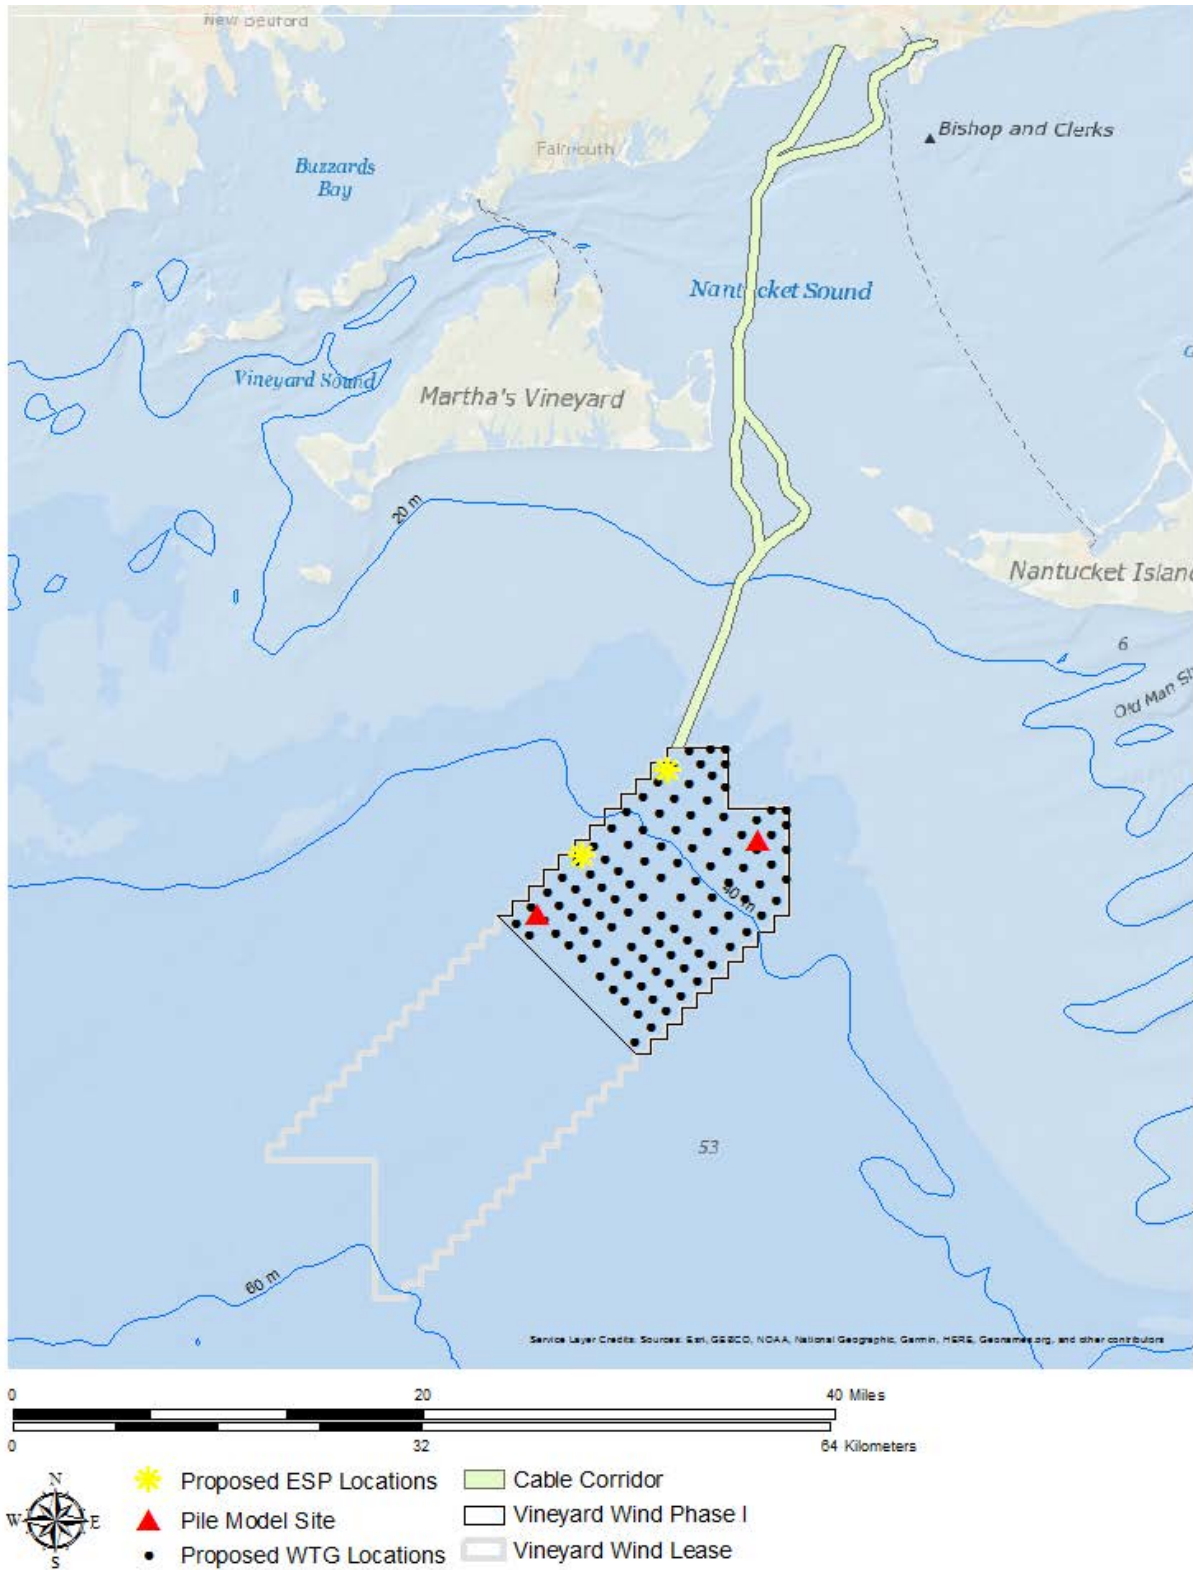 New Bedford
Bishop and Clerks
Falmouth
Buzzards
Bay
Nantucket Sound
Vineyard Sound
Martha's Vineyard
20 m
Nantucket Island
6
Old Man
40 m
53
60 m
Service Layer Credits: Sources: Esri, GEBCO, NOAA, National Geographic, Garmin, HERE, Geonames.org, and other contributors
0 20 40 Miles
0 32 64 Kilometers
N
W E
S
Proposed ESP Locations
Cable Corridor
Pile Model Site
Vineyard Wind Phase I
Proposed WTG Locations
Vineyard Wind Lease